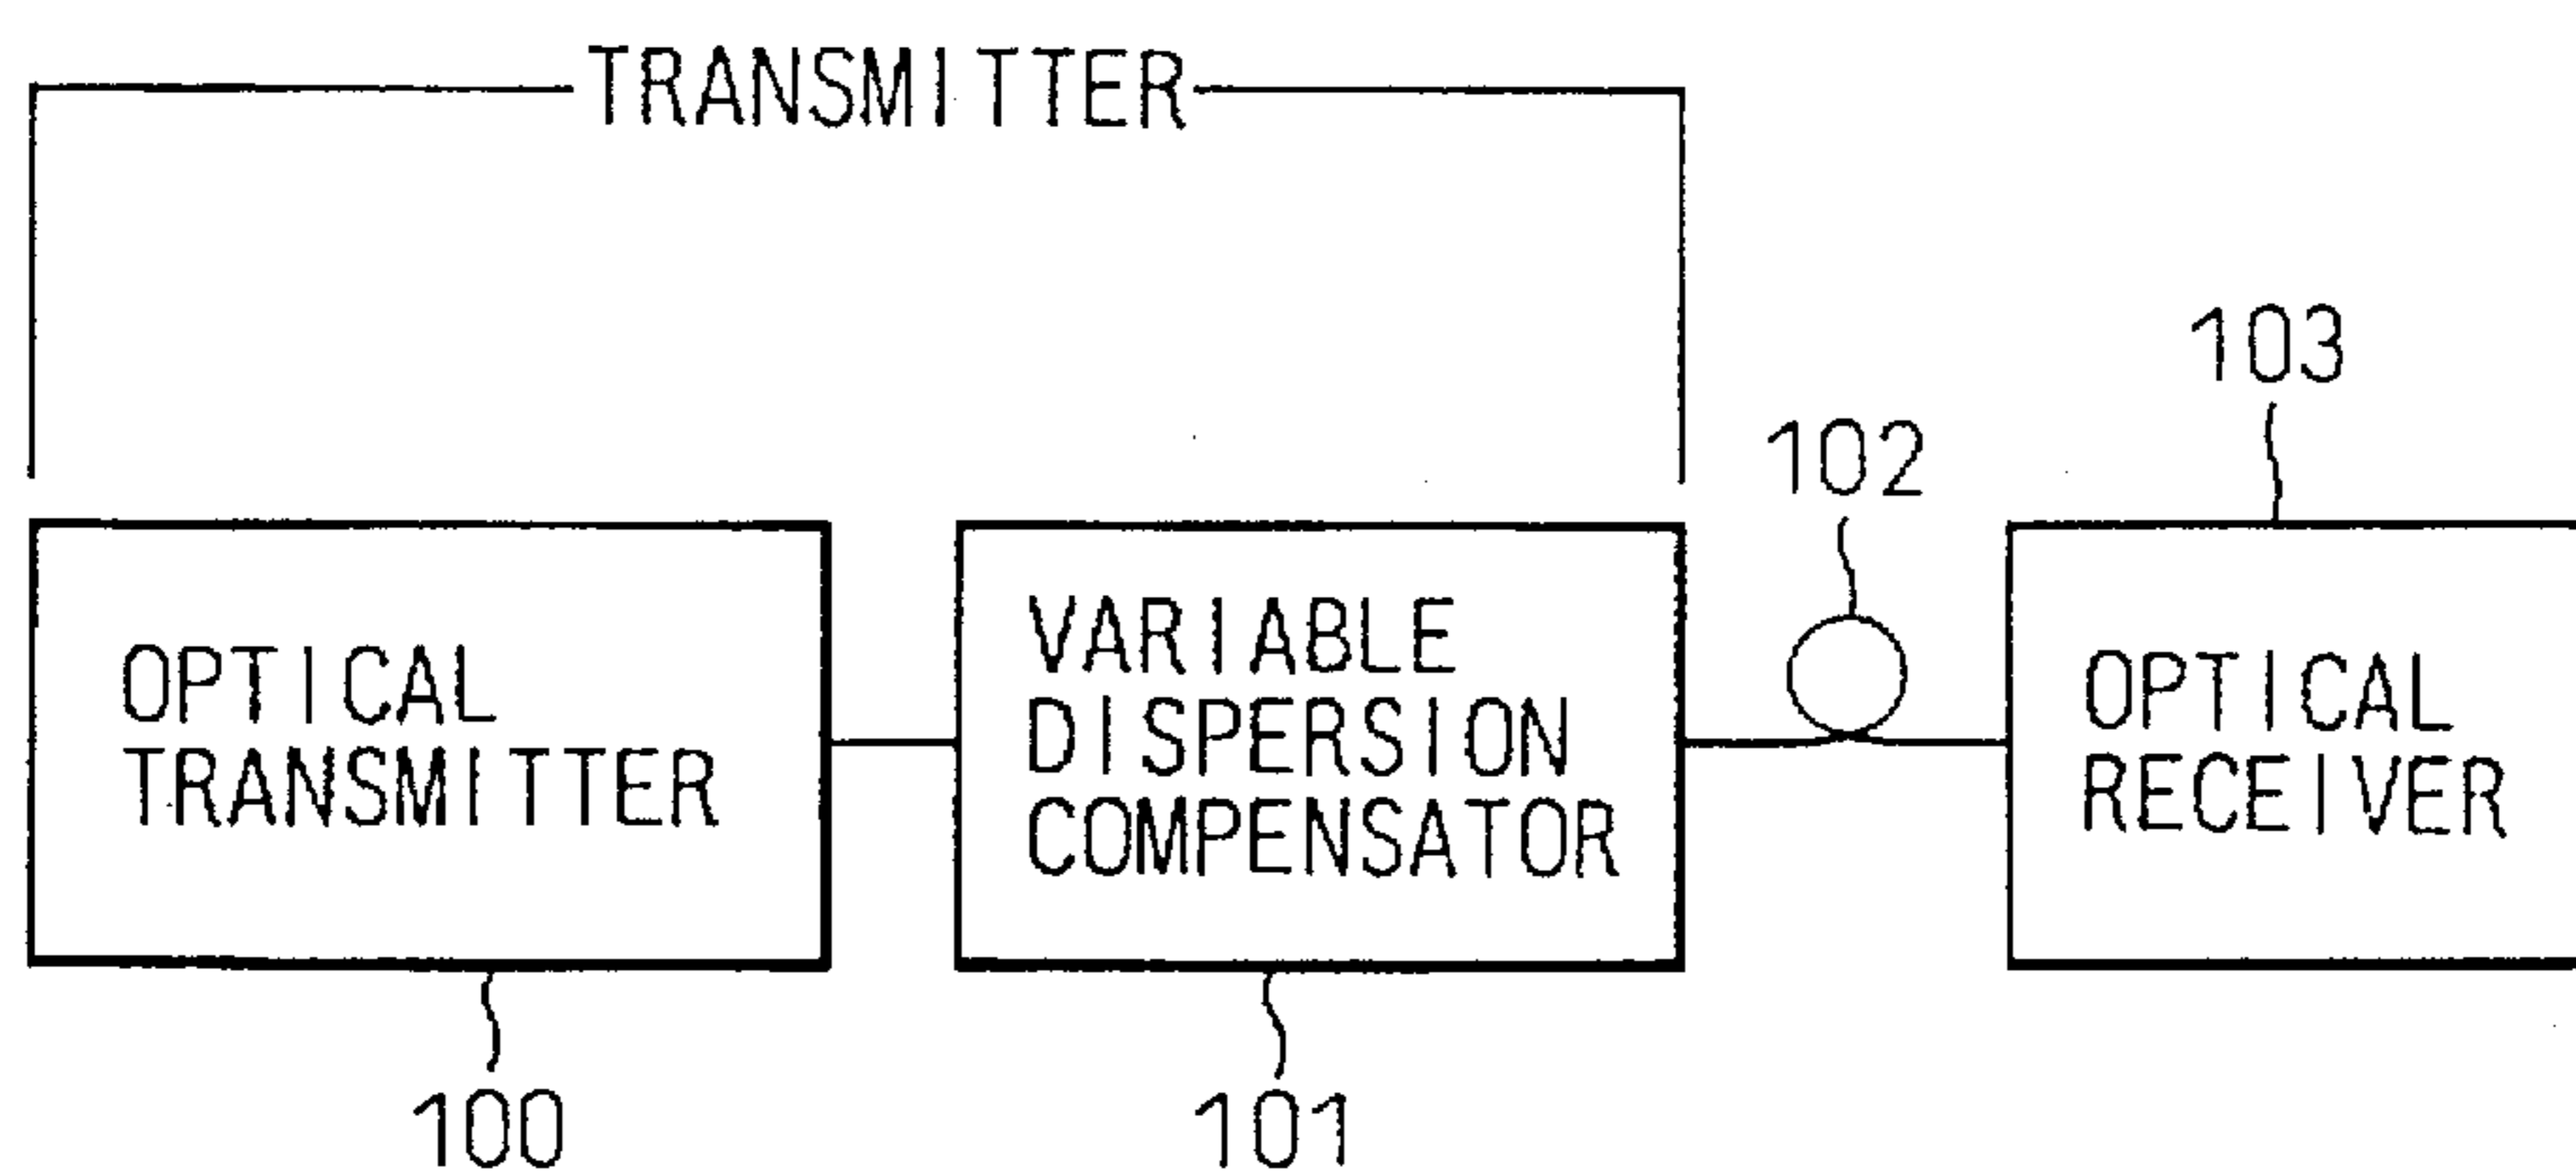 TRANSMITTER
103
102
OPTICAL
TRANSMITTER
VARIABLE
DISPERSION
COMPENSATOR
OPTICAL
RECEIVER
100
101